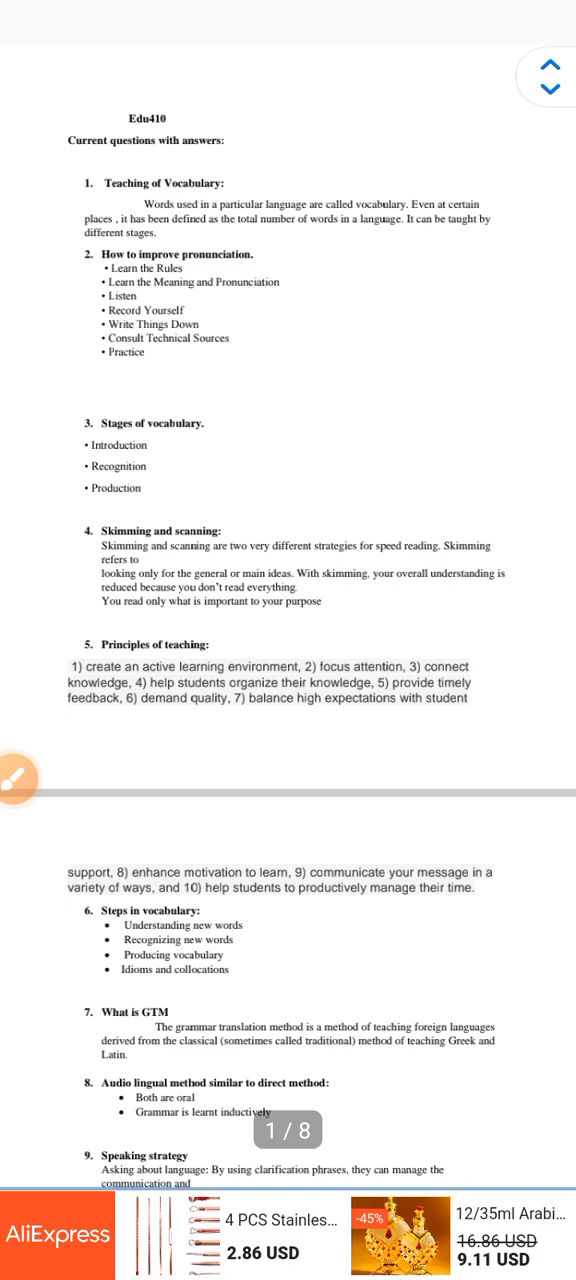 Edu410
Current questions with answers:
1. Teaching of Vocabulary:
Words used in a particular language are called vocabulary. Even at certain
places , it has been defined as the total number of words in a language. It can be taught by
different stages.
2. How to improve pronunciation.
• Learn the Rules
• Learn the Meaning and Pronunciation
• Listen
• Record Yourself
• Write Things Down
• Consult Technical Sources
• Practice
3. Stages of vocabulary.
• Introduction
• Recognition
• Production
4. Skimming and scanning:
Skimming and scanning are two very different strategies for speed reading. Skimming
refers to
looking only for the general or main ideas. With skimming, your overall understanding is
reduced because you don't read everything.
You read only what is important to your purpose
5. Principles of teaching:
1) create an active learning environment, 2) focus attention, 3) connect
knowledge, 4) help students organize their knowledge, 5) provide timely
feedback, 6) demand quality, 7) balance high expectations with student
support, 8) enhance motivation to learn, 9) communicate your message in a
variety of ways, and 10) help students to productively manage their time.
6. Steps in vocabulary:
• Understanding new words
• Recognizing new words
• Producing vocabulary
• Idioms and collocations
7. What is GTM
The grammar translation method is a method of teaching foreign languages
derived from the classical (sometimes called traditional) method of teaching Greek and
Latin.
8. Audio lingual method similar to direct method:
• Both are oral
• Grammar is learnt inductively
1 / 8
9. Speaking strategy
Asking about language: By using clarification phrases, they can manage the
communication and
AliExpress
4 PCS Stainles...
2.86 USD
-45%
12/35ml Arabi...
16.86 USD
9.11 USD